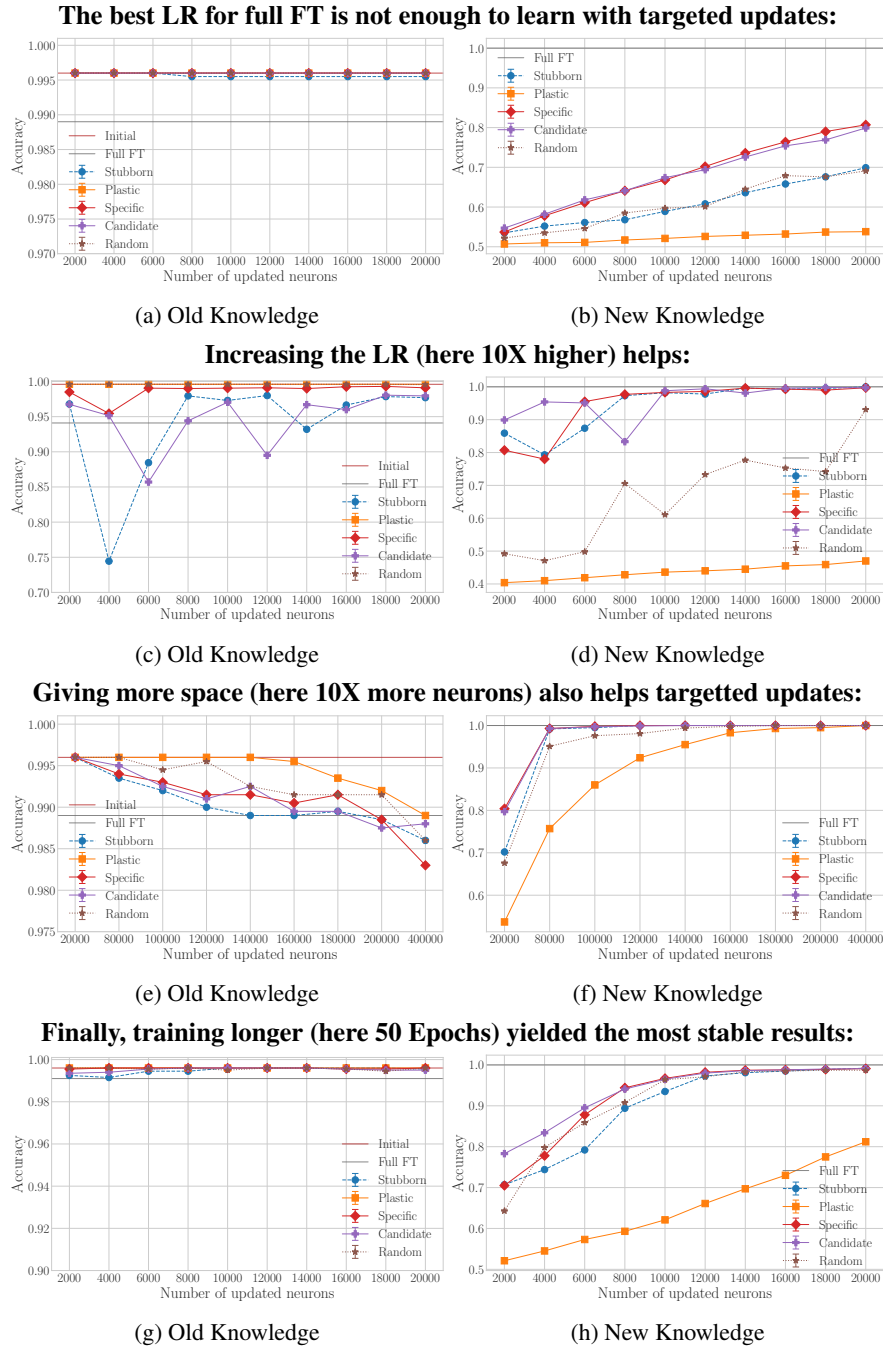 The best LR for full FT is not enough to learn with targeted updates:
1.000
0.995
0.990
0.985
0.980
0.975
0.970
Accuracy
Initial
Full FT
Stubborn
Plastic
Specific
Candidate
Random
2000 4000 6000 8000 10000 12000 14000 16000 18000 20000
Number of updated neurons
(a) Old Knowledge
1.0
0.9
0.8
0.7
0.6
0.5
Accuracy
Full FT
Stubborn
Plastic
Specific
Candidate
Random
2000 4000 6000 8000 10000 12000 14000 16000 18000 20000
Number of updated neurons
(b) New Knowledge
Increasing the LR (here 10X higher) helps:
1.00
0.95
0.90
0.85
0.80
0.75
0.70
Accuracy
Initial
Full FT
Stubborn
Plastic
Specific
Candidate
Random
2000 4000 6000 8000 10000 12000 14000 16000 18000 20000
Number of updated neurons
(c) Old Knowledge
1.0
0.9
0.8
0.7
0.6
0.5
0.4
Accuracy
Full FT
Stubborn
Plastic
Specific
Candidate
Random
2000 4000 6000 8000 10000 12000 14000 16000 18000 20000
Number of updated neurons
(d) New Knowledge
Giving more space (here 10X more neurons) also helps targetted updates:
1.000
0.995
0.990
0.985
0.980
0.975
Accuracy
Initial
Full FT
Stubborn
Plastic
Specific
Candidate
Random
20000 80000 100000 120000 140000 160000 180000 200000 400000
Number of updated neurons
(e) Old Knowledge
1.0
0.9
0.8
0.7
0.6
Accuracy
Full FT
Stubborn
Plastic
Specific
Candidate
Random
20000 80000 100000 120000 140000 160000 180000 200000 400000
Number of updated neurons
(f) New Knowledge
Finally, training longer (here 50 Epochs) yielded the most stable results:
1.00
0.98
0.96
0.94
0.92
0.90
Accuracy
Initial
Full FT
Stubborn
Plastic
Specific
Candidate
Random
2000 4000 6000 8000 10000 12000 14000 16000 18000 20000
Number of updated neurons
(g) Old Knowledge
1.0
0.9
0.8
0.7
0.6
0.5
Accuracy
Full FT
Stubborn
Plastic
Specific
Candidate
Random
2000 4000 6000 8000 10000 12000 14000 16000 18000 20000
Number of updated neurons
(h) New Knowledge